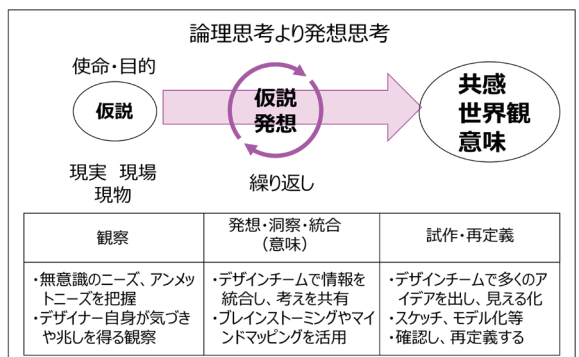 論理思考より発想思考
使命・目的
仮説
現実 現場
現物
仮説
発想
繰り返し
共感
世界観
意味
観察
発想・洞察・統合
(意味)
試作・再定義
・無意識のニーズ、アンメッ
トニーズを把握
・デザイナー自身が気づき
や兆しを得る観察
・デザインチームで情報を
統合し、考えを共有
・ブレインストーミングやマイ
ンドマッピングを活用
・デザインチームで多くのア
イデアを出し、見える化
・スケッチ、モデル化等
・確認し、再定義する